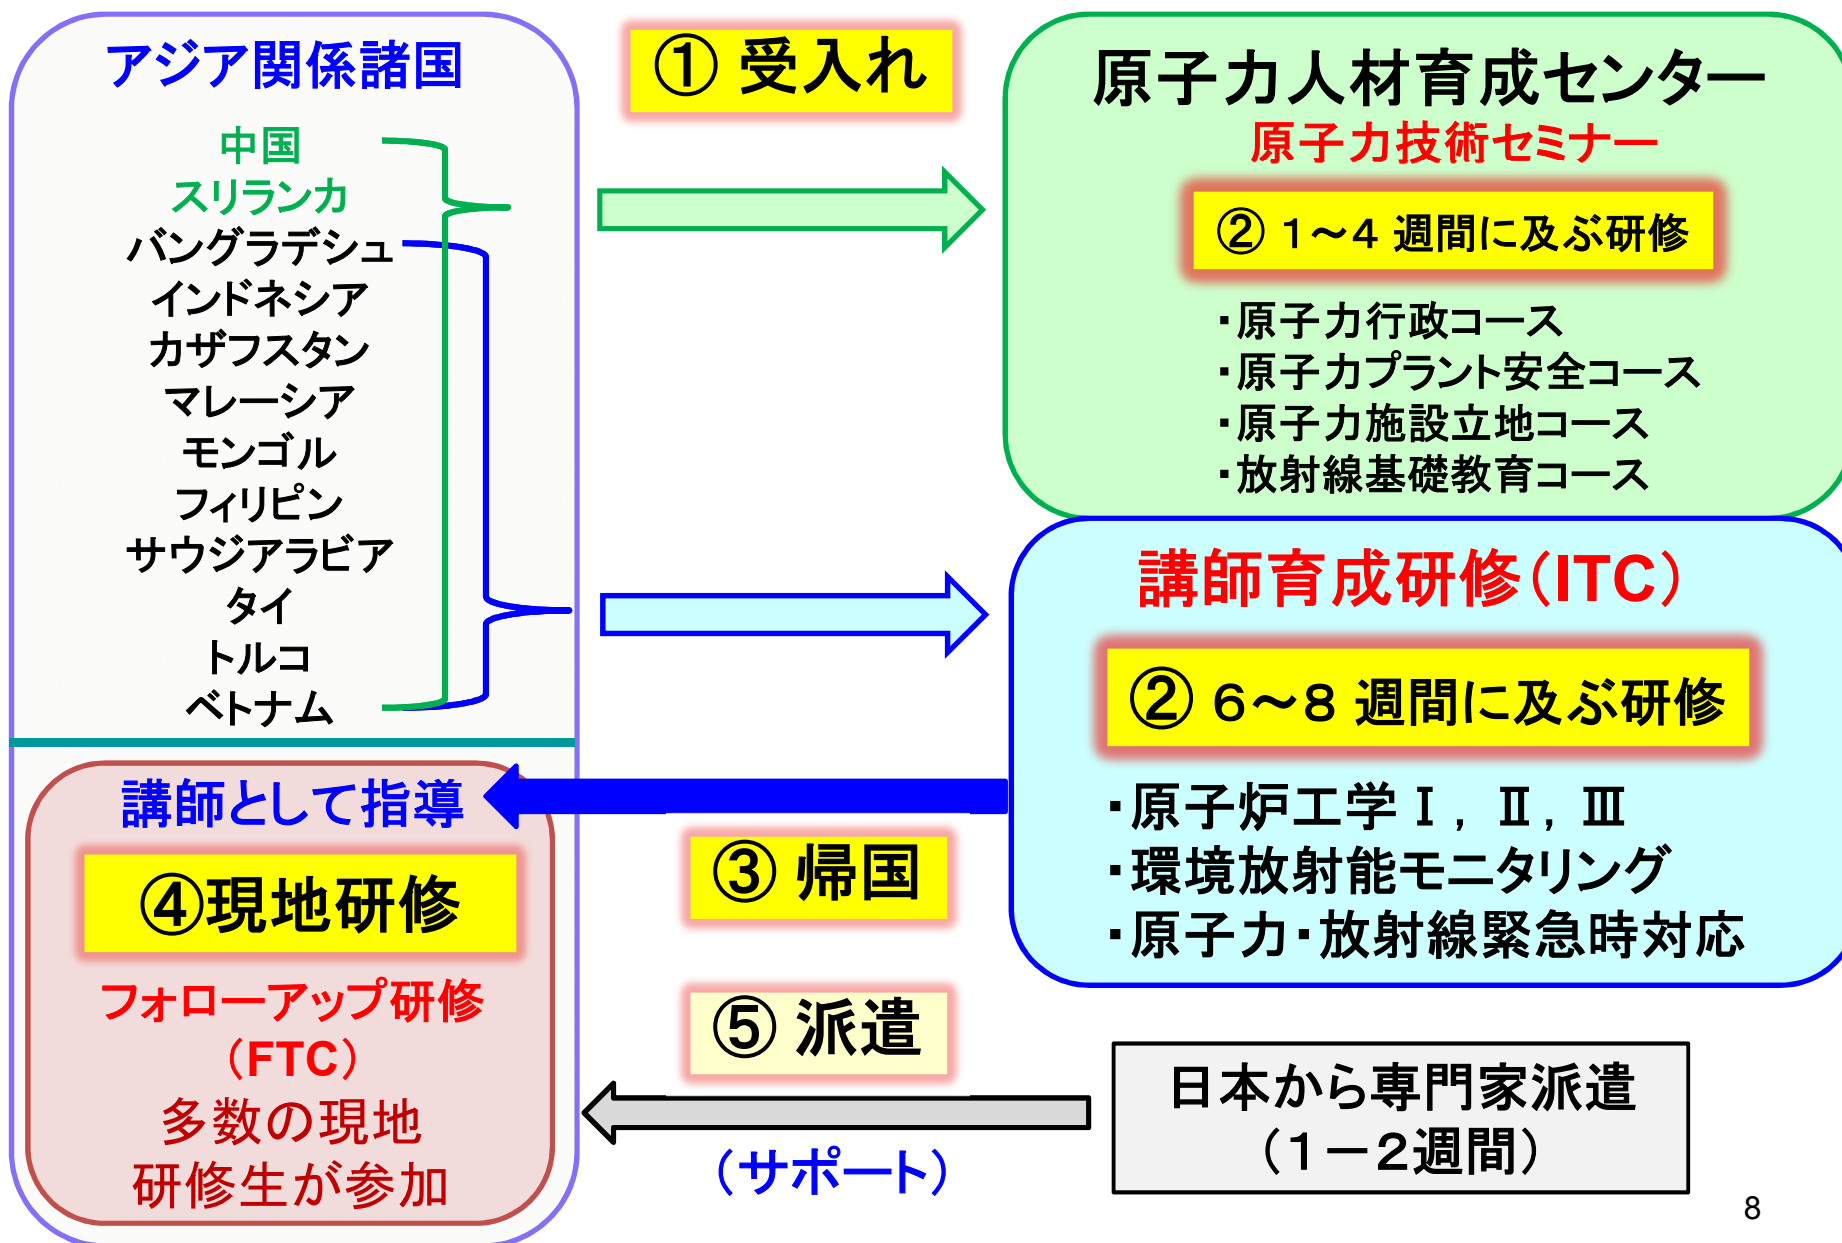 アジア関係諸国
中国
スリランカ
バングラデシュ
インドネシア
カザフスタン
マレーシア
モンゴル
フィリピン
サウジアラビア
タイ
トルコ
ベトナム
① 受入れ
原子力人材育成センター
原子力技術セミナー
② 1～4 週間に及ぶ研修
・原子力行政コース
・原子力プラント安全コース
・原子力施設立地コース
・放射線基礎教育コース
講師育成研修（ITC）
② 6～8 週間に及ぶ研修
・原子炉工学Ⅰ，Ⅱ，Ⅲ
・環境放射能モニタリング
・原子力・放射線緊急時対応
③ 帰国
講師として指導
④現地研修
フォローアップ研修
（FTC）
多数の現地
研修生が参加
⑤ 派遣
（サポート）
日本から専門家派遣
（1－2週間）
8